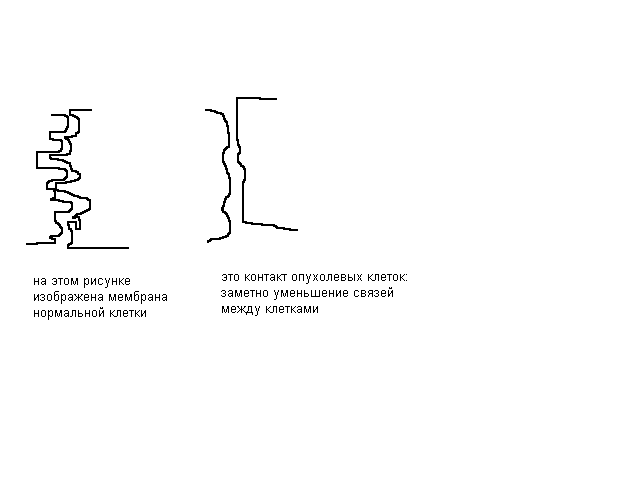 на этом рисунке
изображена мембрана
нормальной клетки
это контакт опухолевых клеток:
заметно уменьшение связей
между клетками